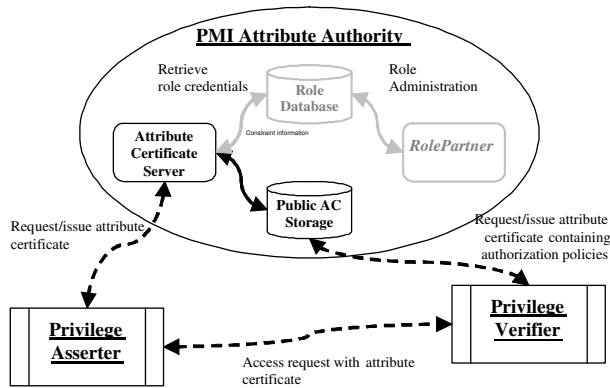 PMI Attribute Authority
Retrieve
role credentials
Role
Database
Role
Administration
Constraint information
Attribute
Certificate
Server
RolePartner
Public AC
Storage
Request/issue attribute
certificate
Request/issue attribute
certificate containing
authorization policies
Privilege
Asserter
Privilege
Verifier
Access request with attribute
certificate